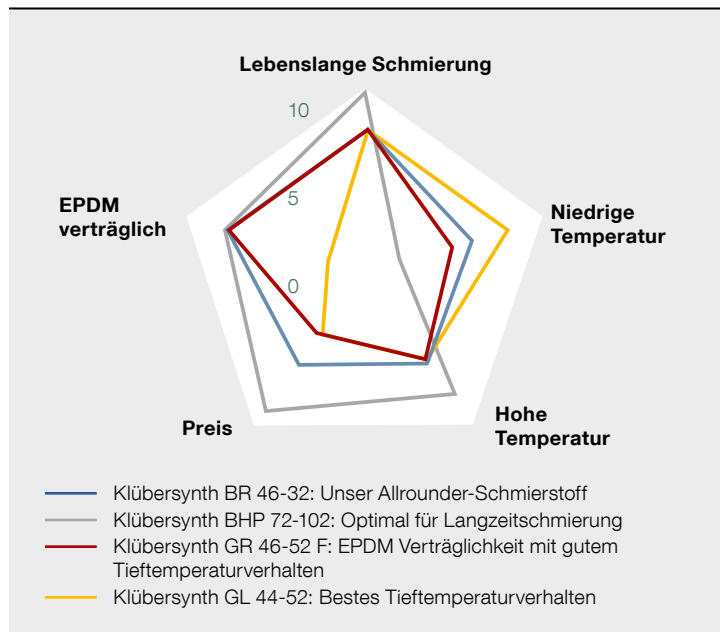 Lebenslange Schmierung
10
5
0
EPDM
verträglich
Niedrige
Temperatur
Preis
Hohe
Temperatur
Klübersynth BR 46-32: Unser Allrounder-Schmierstoff
Klübersynth BHP 72-102: Optimal für Langzeitschmierung
Klübersynth GR 46-52 F: EPDM Verträglichkeit mit gutem
Tieftemperaturverhalten
Klübersynth GL 44-52: Bestes Tieftemperaturverhalten